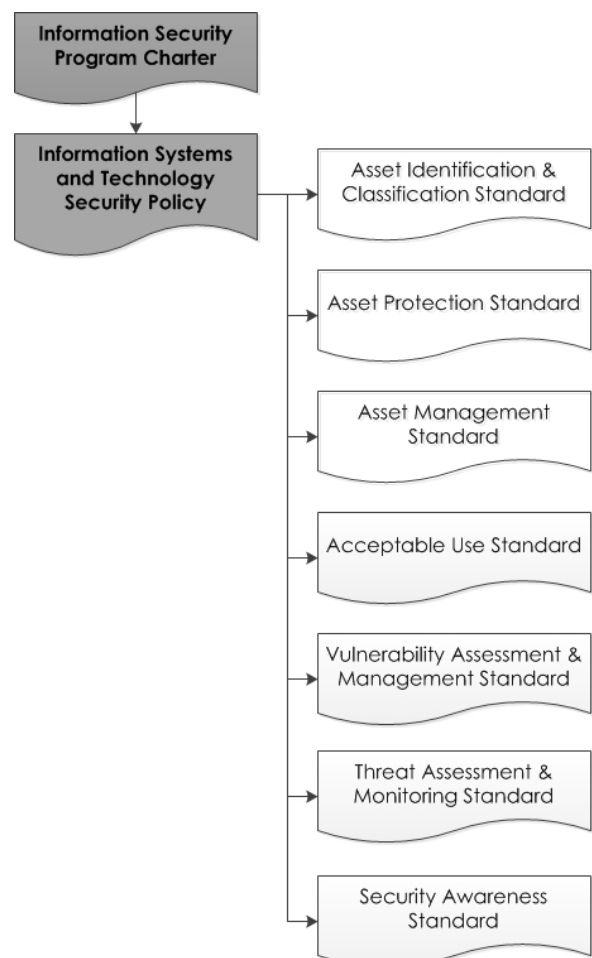 Information Security
Program Charter
Information Systems
and Technology
Security Policy
Asset Identification &
Classification Standard
Asset Protection Standard
Asset Management
Standard
Acceptable Use Standard
Vulnerability Assessment &
Management Standard
Threat Assessment &
Monitoring Standard
Security Awareness
Standard